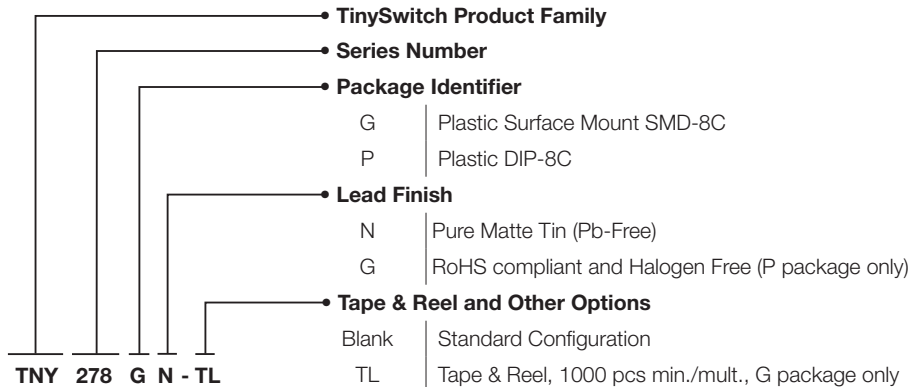 • TinySwitch Product Family
• Series Number
• Package Identifier
G Plastic Surface Mount SMD-8C
P Plastic DIP-8C
• Lead Finish
N Pure Matte Tin (Pb-Free)
G RoHS compliant and Halogen Free (P package only)
• Tape & Reel and Other Options
Blank Standard Configuration
TL Tape & Reel, 1000 pcs min./mult., G package only
TNY 278 G N - TL